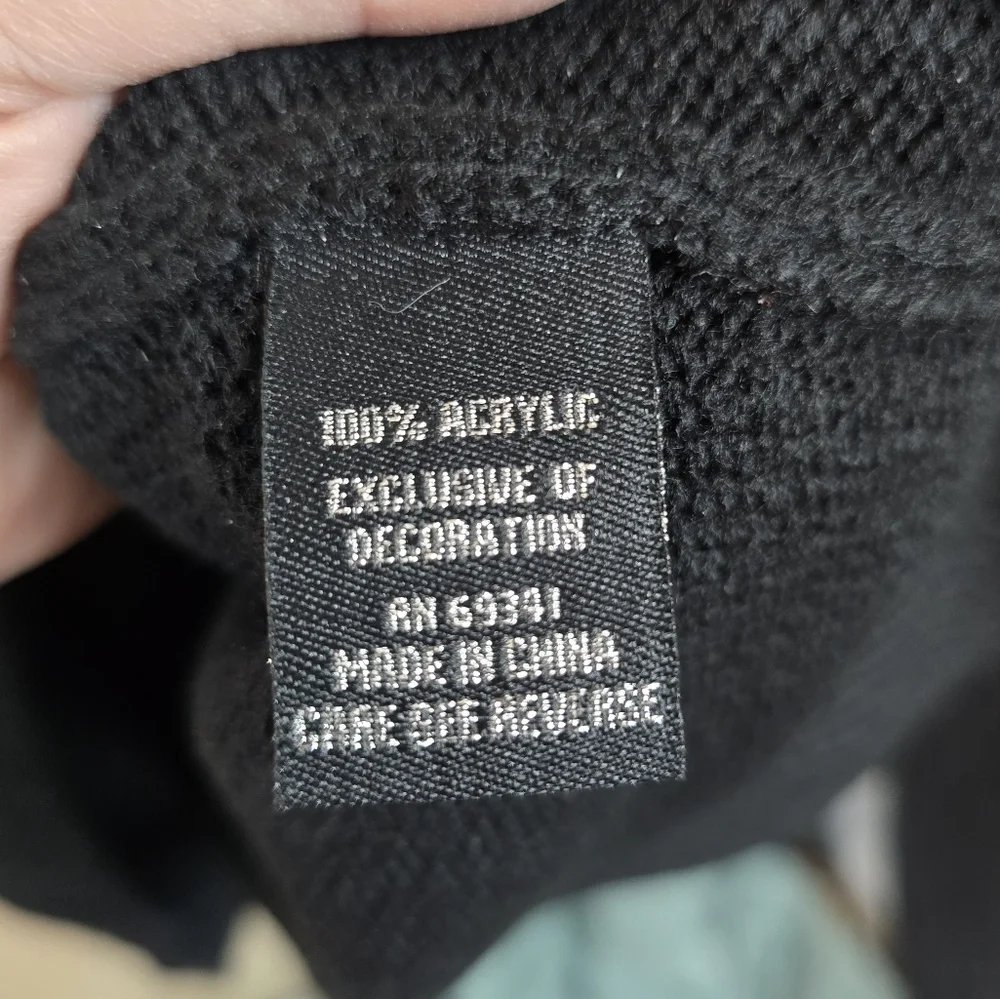 100% ACRYLIC
EXCLUSIVE OF
DECORATION
RN 69341
MADE IN CHINA
CARE SEE REVERSE